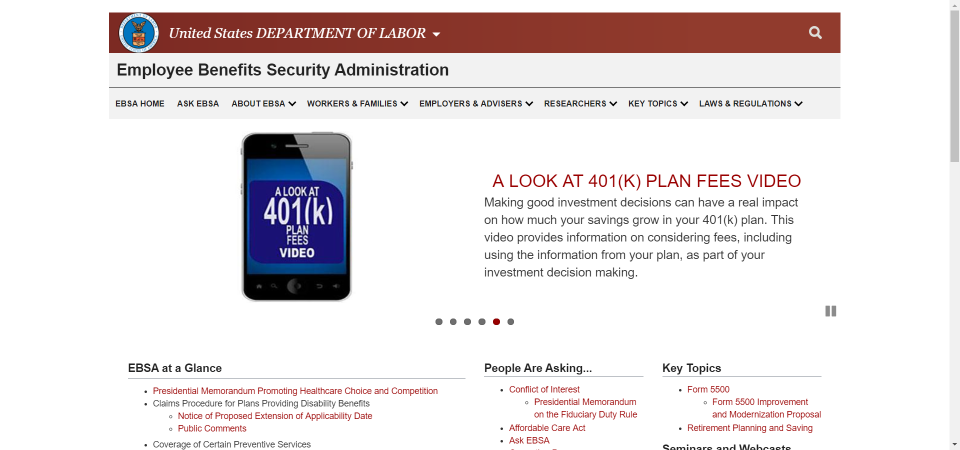 United States DEPARTMENT OF LABOR
Employee Benefits Security Administration
EBSA HOME ASK EBSA ABOUT EBSA WORKERS & FAMILIES EMPLOYERS & ADVISERS RESEARCHERS KEY TOPICS LAWS & REGULATIONS
A LOOK AT
401(k)
PLAN
FEES
VIDEO
A LOOK AT 401(K) PLAN FEES VIDEO
Making good investment decisions can have a real impact
on how much your savings grow in your 401(k) plan. This
video provides information on considering fees, including
using the information from your plan, as part of your
investment decision making.
EBSA at a Glance
Presidential Memorandum Promoting Healthcare Choice and Competition
Claims Procedure for Plans Providing Disability Benefits
Notice of Proposed Extension of Applicability Date
Public Comments
Coverage of Certain Preventive Services
People Are Asking...
Conflict of Interest
Presidential Memorandum
on the Fiduciary Duty Rule
Affordable Care Act
Ask EBSA
Key Topics
Form 5500
Form 5500 Improvement
and Modernization Proposal
Retirement Planning and Saving
Seminars and Webcasts